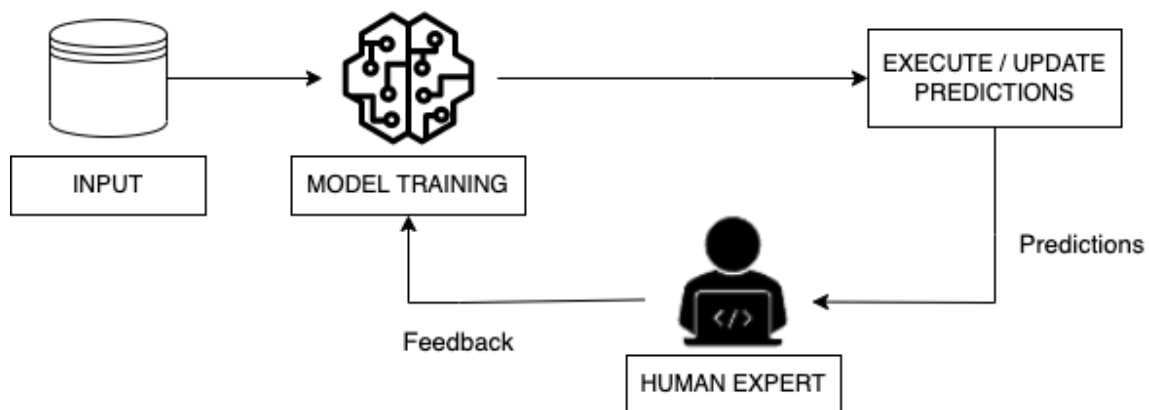 EXECUTE / UPDATE
PREDICTIONS
INPUT
MODEL TRAINING
Predictions
Feedback
</>
HUMAN EXPERT